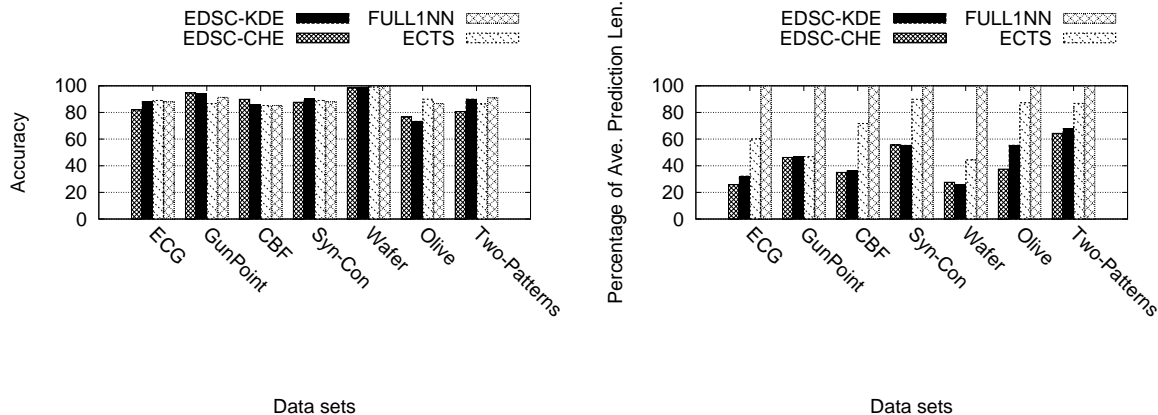 EDSC-KDE FULL1NN
EDSC-CHE ECTS
Accuracy
100
80
60
40
20
0
ECG GunPoint CBF Syn-Con Wafer Olive Two-Patterns
Data sets
EDSC-KDE FULL1NN
EDSC-CHE ECTS
Percentage of Ave. Prediction Len.
100
80
60
40
20
0
ECG GunPoint CBF Syn-Con Wafer Olive Two-Patterns
Data sets